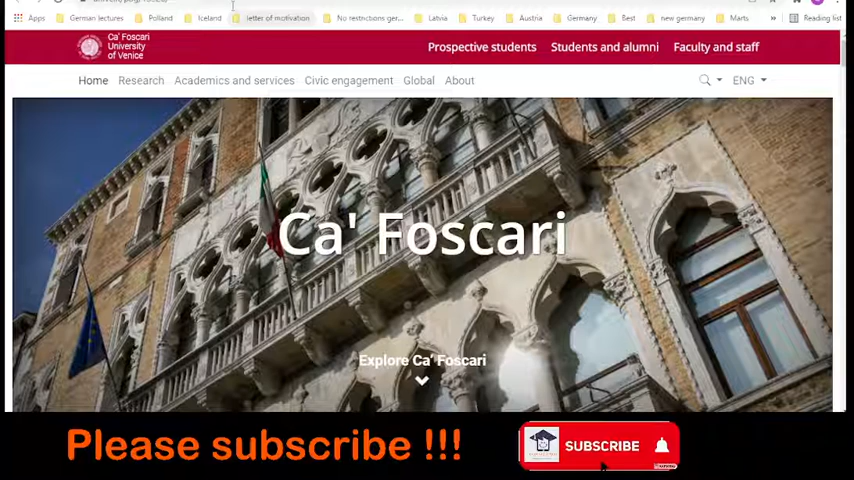 Apps German lectures Polland Iceland letter of motivation No restrictions ger... Latvia Turkey Austria Germany Best new germany Marts Reading list
Ca' Foscari
University
of Venice
Prospective students Students and alumni Faculty and staff
Home Research Academics and services Civic engagement Global About ENG
Ca' Foscari
Explore Ca' Foscari
Please subscribe !!! SUBSCRIBE